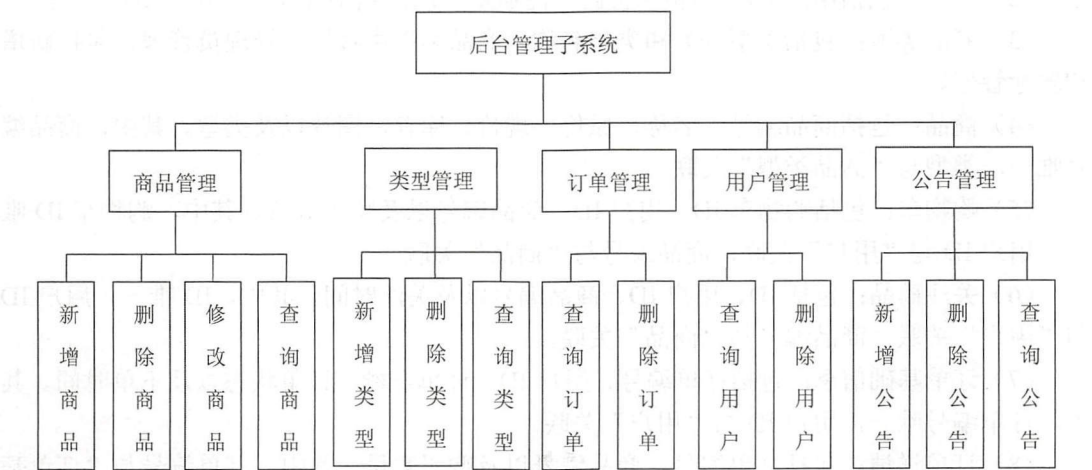 后台管理子系统
商品管理
类型管理
订单管理
用户管理
公告管理
新增商品
删除商品
修改商品
查询商品
新增类型
删除类型
查询类型
查询订单
删除订单
查询用户
删除用户
新增公告
删除公告
查询公告